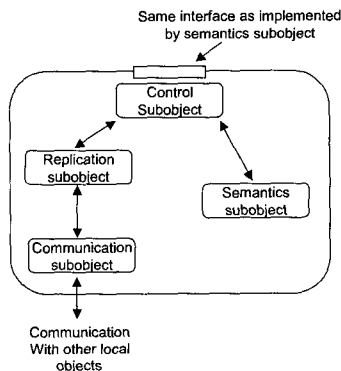 Same interface as implemented
by semantics subobject
Control
Subobject
Replication
subobject
Semantics
subobject
Communication
subobject
Communication
With other local
objects